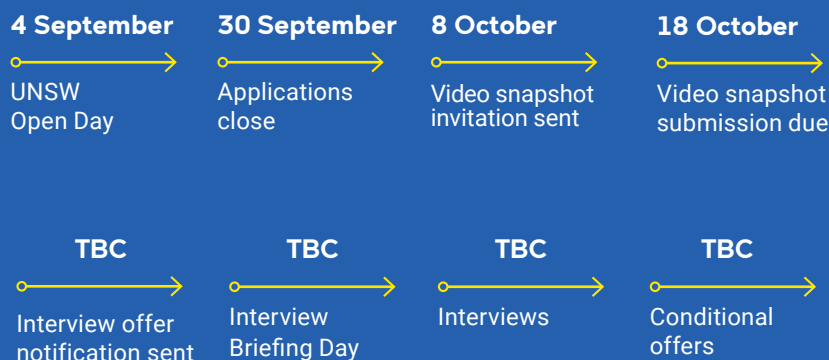 4 September
UNSW
Open Day
30 September
Applications
close
8 October
Video snapshot
invitation sent
18 October
Video snapshot
submission due
TBC
Interview offer
notification sent
TBC
Interview
Briefing Day
TBC
Interviews
TBC
Conditional
offers